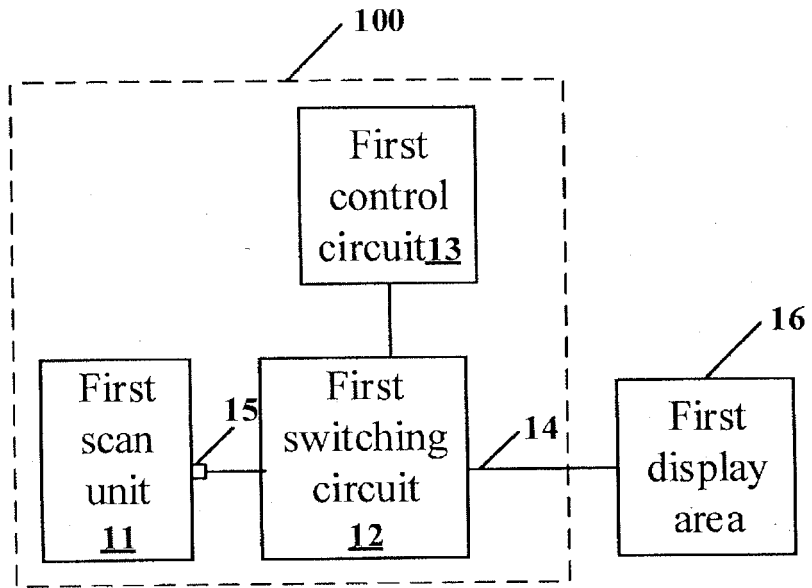 100
First
control
circuit13
16
First
scan
unit
11
15
First
switching
circuit
12
14
First
display
area